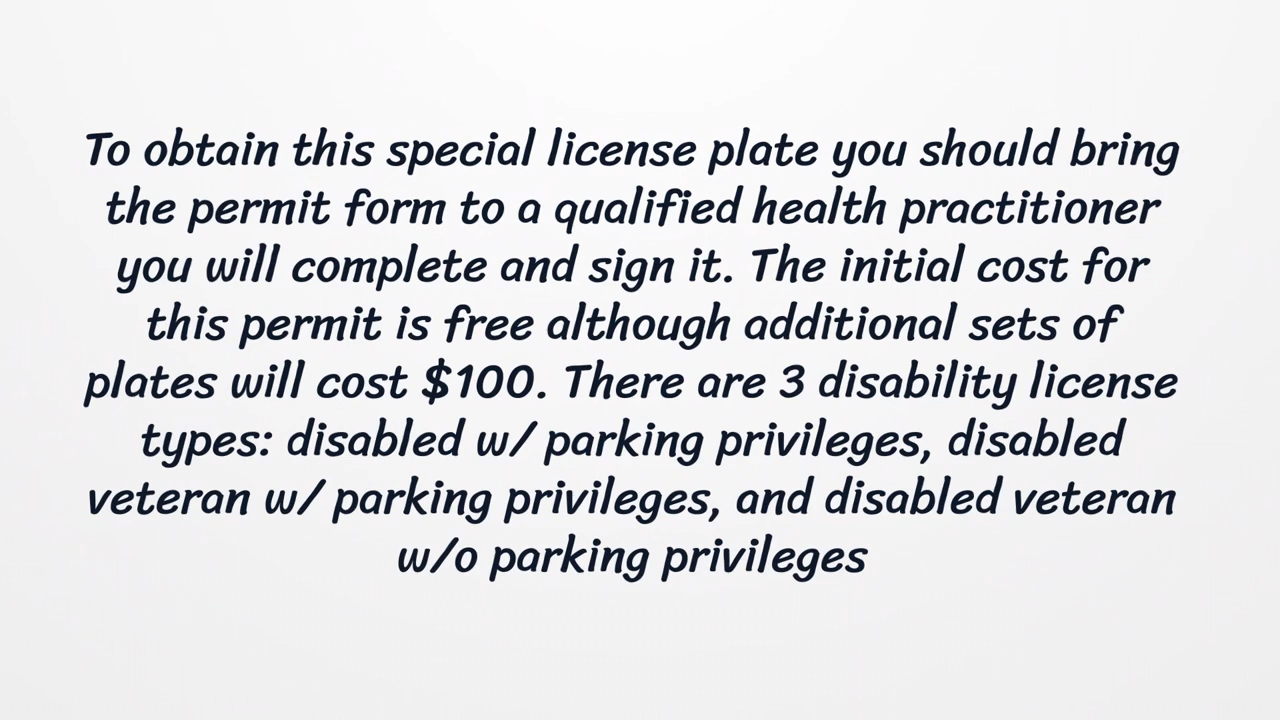 To obtain this special license plate you should bring
the permit form to a qualified health practitioner
you will complete and sign it. The initial cost for
this permit is free although additional sets of
plates will cost $100. There are 3 disability license
types: disabled w/ parking privileges, disabled
veteran w/ parking privileges, and disabled veteran
w/o parking privileges